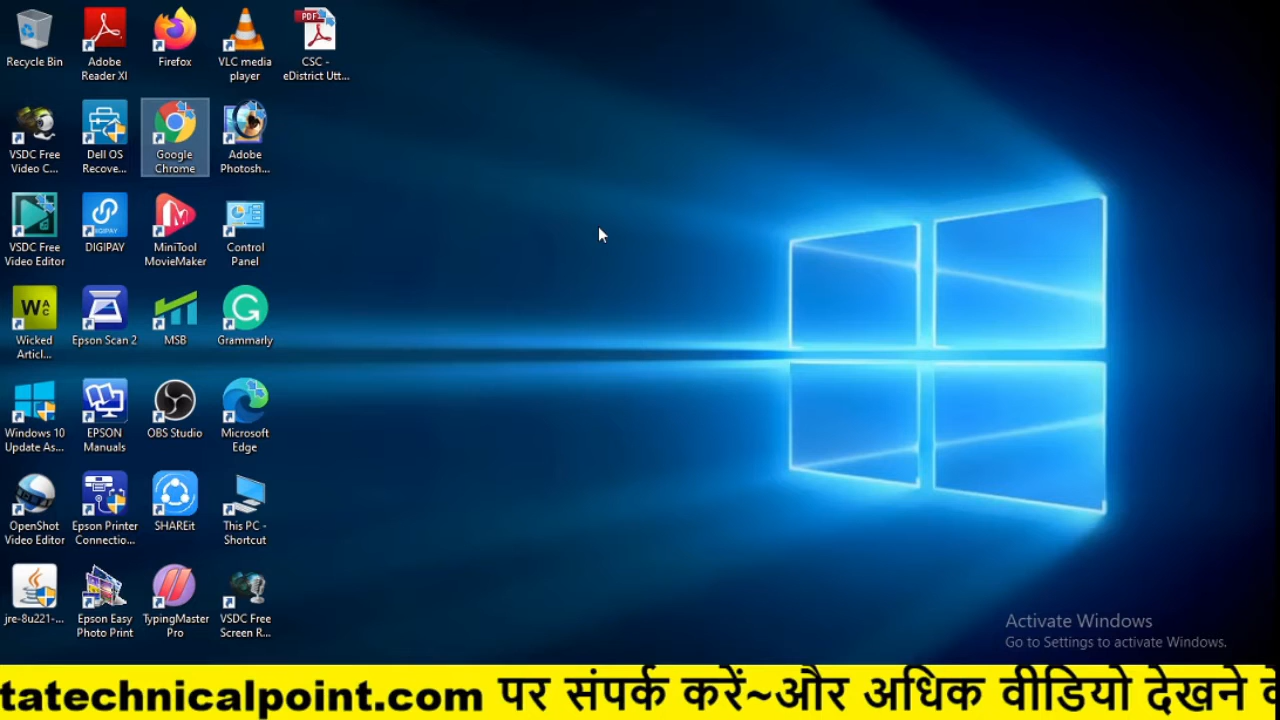 Recycle Bin
Adobe
Reader XI
Firefox
VLC media
player
PDF
CSC -
eDistrict Utt...
VSDC Free
Video C...
Dell OS
Recove...
Google
Chrome
Adobe
Photosh...
VSDC Free
Video Editor
DIGIPAY
DIGIPAY
MiniTool
MovieMaker
Control
Panel
W A C
Wicked
Articl...
Epson Scan 2
MSB
G
Grammarly
Windows 10
Update As...
EPSON
Manuals
OBS Studio
Microsoft
Edge
OpenShot
Video Editor
Epson Printer
Connectio...
SHAREit
This PC -
Shortcut
jre-8u221-...
Epson Easy
Photo Print
TypingMaster
Pro
VSDC Free
Screen R...
Activate Windows
Go to Settings to activate Windows.
tatechnicalpoint.com पर संपर्क करें~और अधिक वीडियो देखने